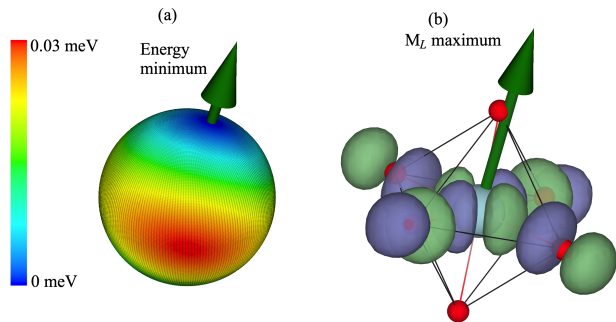 (a)
0.03 meV
Energy
minimum
0 meV
(b)
M_L maximum